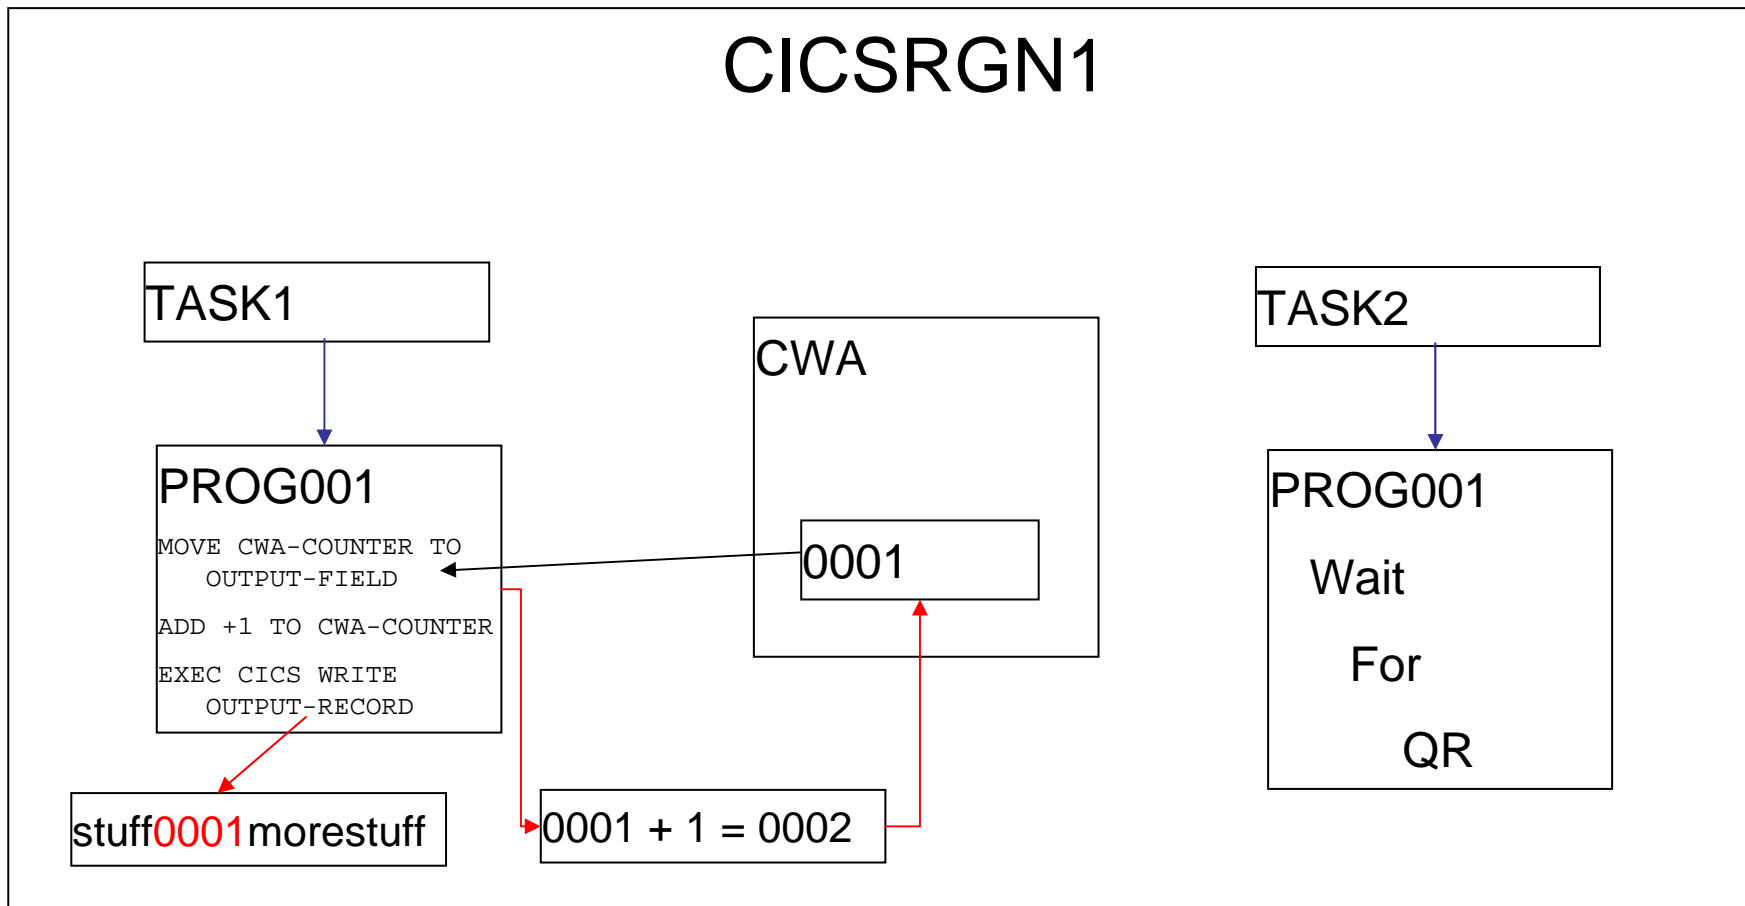 CICSRGN1
TASK1
PROG001
MOVE CWA-COUNTER TO
OUTPUT-FIELD
ADD +1 TO CWA-COUNTER
EXEC CICS WRITE
OUTPUT-RECORD
stuff0001morestuff
0001 + 1 = 0002
CWA
0001
TASK2
PROG001
Wait
For
QR